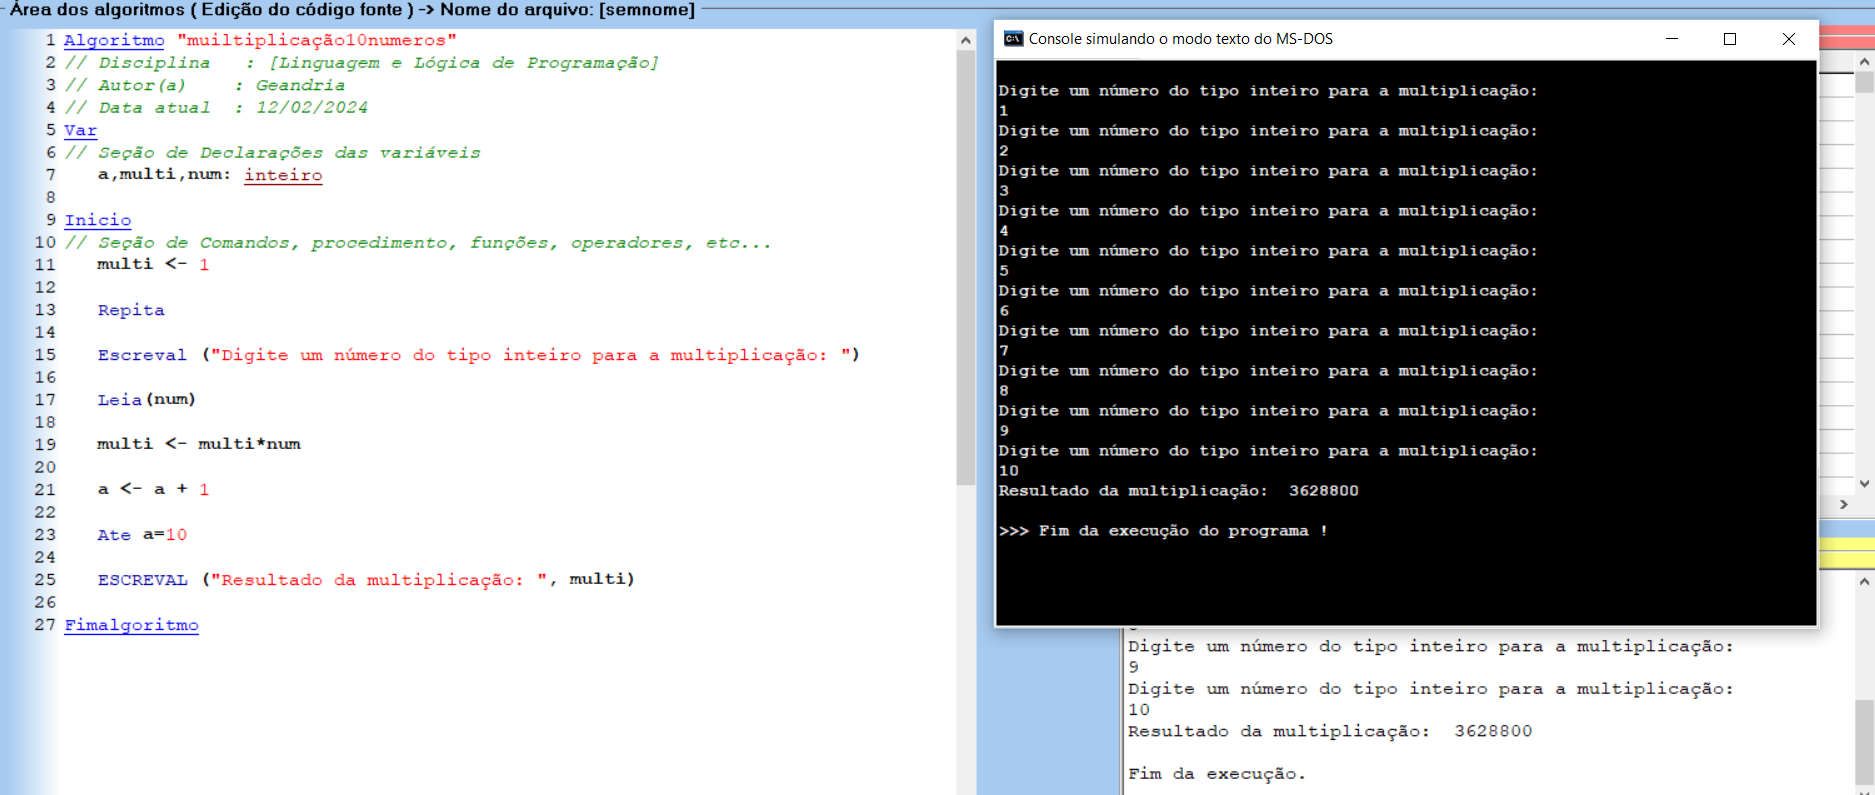 Área dos algoritmos ( Edição do código fonte ) -> Nome do arquivo: [semnome]
1 Algoritmo "muiltiplicação10numeros"
2 // Disciplina   : [Linguagem e Lógica de Programação]
3 // Autor(a)     : Geandria
4 // Data atual  : 12/02/2024
5 Var
6 // Seção de Declarações das variáveis
7    a,multi,num: inteiro
8
9 Inicio
10 // Seção de Comandos, procedimento, funções, operadores, etc...
11    multi <- 1
12
13    Repita
14
15    Escreval ("Digite um número do tipo inteiro para a multiplicação: ")
16
17    Leia(num)
18
19    multi <- multi*num
20
21    a <- a + 1
22
23    Ate a=10
24
25    ESCREVAL ("Resultado da multiplicação: ", multi)
26
27 Fimalgoritmo
Console simulando o modo texto do MS-DOS
Digite um número do tipo inteiro para a multiplicação:
1
Digite um número do tipo inteiro para a multiplicação:
2
Digite um número do tipo inteiro para a multiplicação:
3
Digite um número do tipo inteiro para a multiplicação:
4
Digite um número do tipo inteiro para a multiplicação:
5
Digite um número do tipo inteiro para a multiplicação:
6
Digite um número do tipo inteiro para a multiplicação:
7
Digite um número do tipo inteiro para a multiplicação:
8
Digite um número do tipo inteiro para a multiplicação:
9
Digite um número do tipo inteiro para a multiplicação:
10
Resultado da multiplicação:  3628800
>>> Fim da execução do programa !
Digite um número do tipo inteiro para a multiplicação:
9
Digite um número do tipo inteiro para a multiplicação:
10
Resultado da multiplicação:  3628800
Fim da execução.